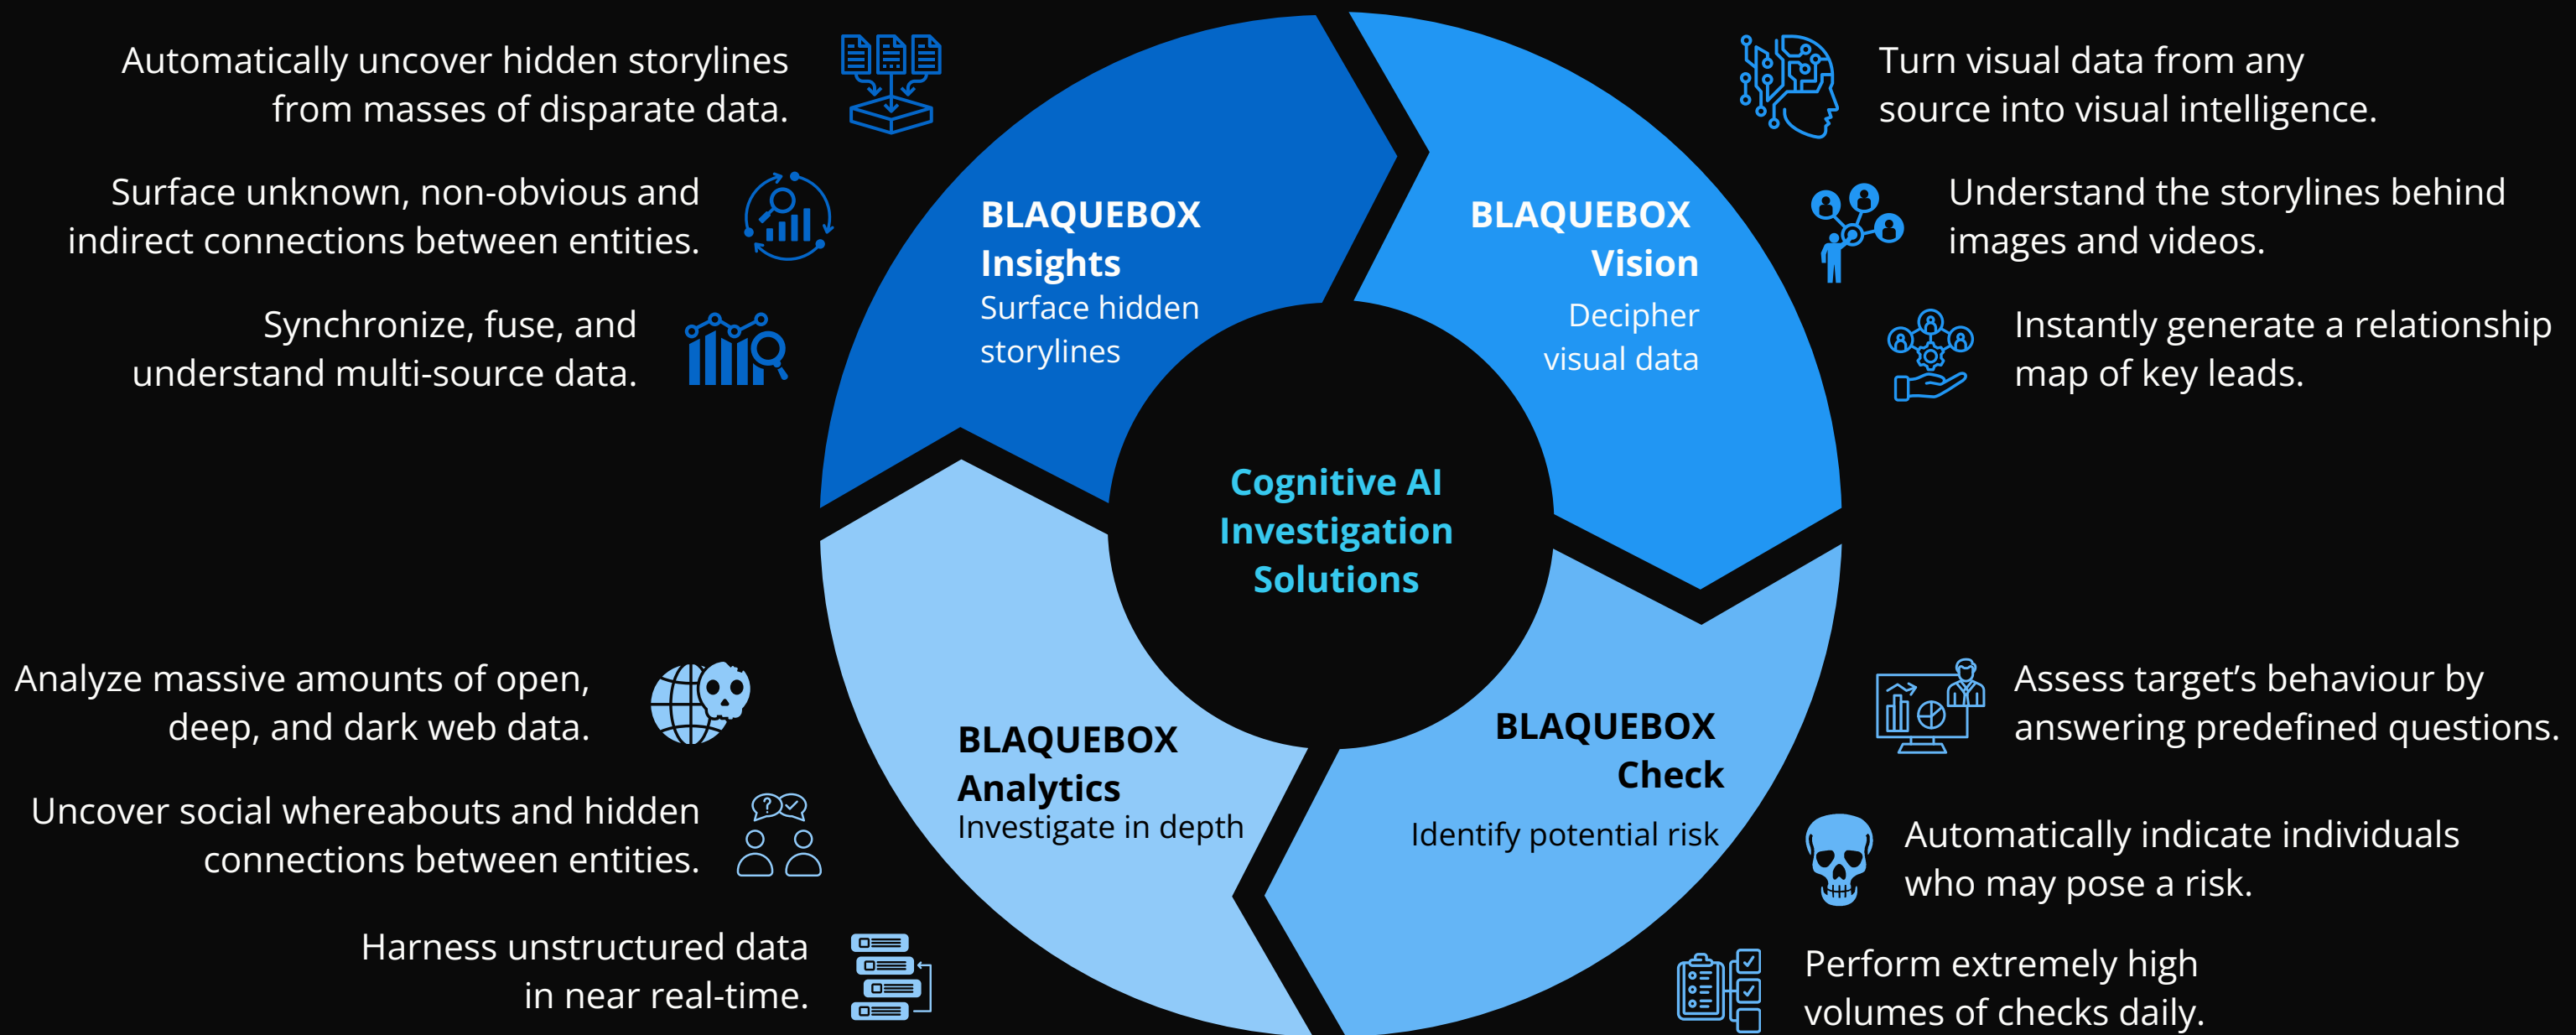 Automatically uncover hidden storylines
from masses of disparate data.
Surface unknown, non-obvious and
indirect connections between entities.
Synchronize, fuse, and
understand multi-source data.
BLAQUEBOX
Insights
Surface hidden
storylines
BLAQUEBOX
Vision
Decipher
visual data
Turn visual data from any
source into visual intelligence.
Understand the storylines behind
images and videos.
Instantly generate a relationship
map of key leads.
Cognitive AI
Investigation
Solutions
Analyze massive amounts of open,
deep, and dark web data.
Uncover social whereabouts and hidden
connections between entities.
Harness unstructured data
in near real-time.
BLAQUEBOX
Analytics
Investigate in depth
BLAQUEBOX
Check
Identify potential risk
Assess target’s behaviour by
answering predefined questions.
Automatically indicate individuals
who may pose a risk.
Perform extremely high
volumes of checks daily.